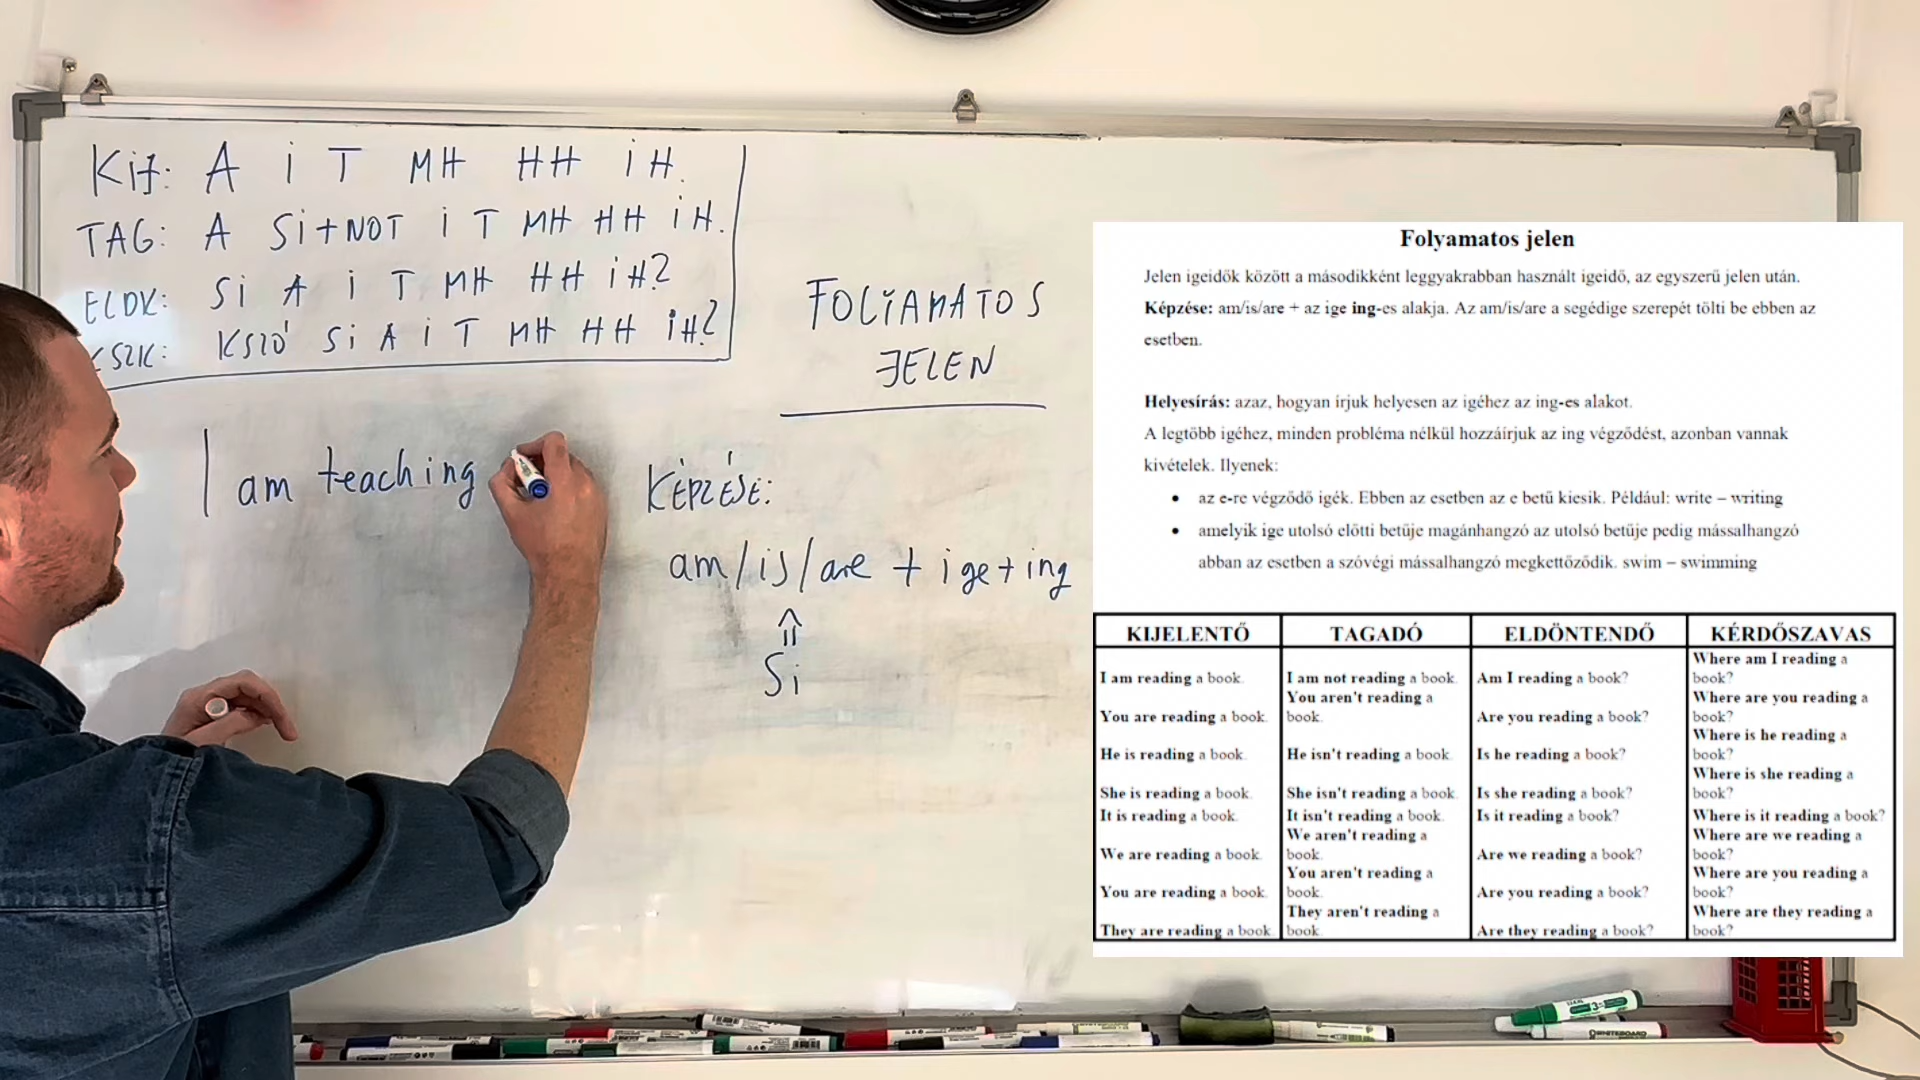 Kij: A i T MH HH iH.
TAG: A Si+NOT i T MH HH iH.
ELDK: Si A i T MH HH iH?
KSZK: KSZÓ Si A i T MH HH iH?
FOLYAMATOS
JELEN
I am teaching
KÉPZÉSE:
am/is/are + ige+ing
Si
Folyamatos jelen
Jelen igeidők között a másodikként leggyakrabban használt igeidő, az egyszerű jelen után.
Képzése: am/is/are + az ige ing-es alakja. Az am/is/are a segédige szerepét tölti be ebben az
esetben.
Helyesírás: azaz, hogyan írjuk helyesen az igéhez az ing-es alakot.
A legtöbb igéhez, minden probléma nélkül hozzáírjuk az ing végződést, azonban vannak
kivételek. Ilyenek:
• az e-re végződő igék. Ebben az esetben az e betű kiesik. Például: write – writing
• amelyik ige utolsó előtti betűje magánhangzó az utolsó betűje pedig mássalhangzó
abban az esetben a szóvégi mássalhangzó megkettőződik. swim – swimming
KIJELENTŐ TAGADÓ ELDÖNTENDŐ KÉRDŐSZAVAS
I am reading a book. I am not reading a book. Am I reading a book? Where am I reading a book?
You are reading a book. You aren't reading a book. Are you reading a book? Where are you reading a book?
He is reading a book. He isn't reading a book. Is he reading a book? Where is he reading a book?
She is reading a book. She isn't reading a book. Is she reading a book? Where is she reading a book?
It is reading a book. It isn't reading a book. Is it reading a book? Where is it reading a book?
We are reading a book. We aren't reading a book. Are we reading a book? Where are we reading a book?
You are reading a book. You aren't reading a book. Are you reading a book? Where are you reading a book?
They are reading a book. They aren't reading a book. Are they reading a book? Where are they reading a book?